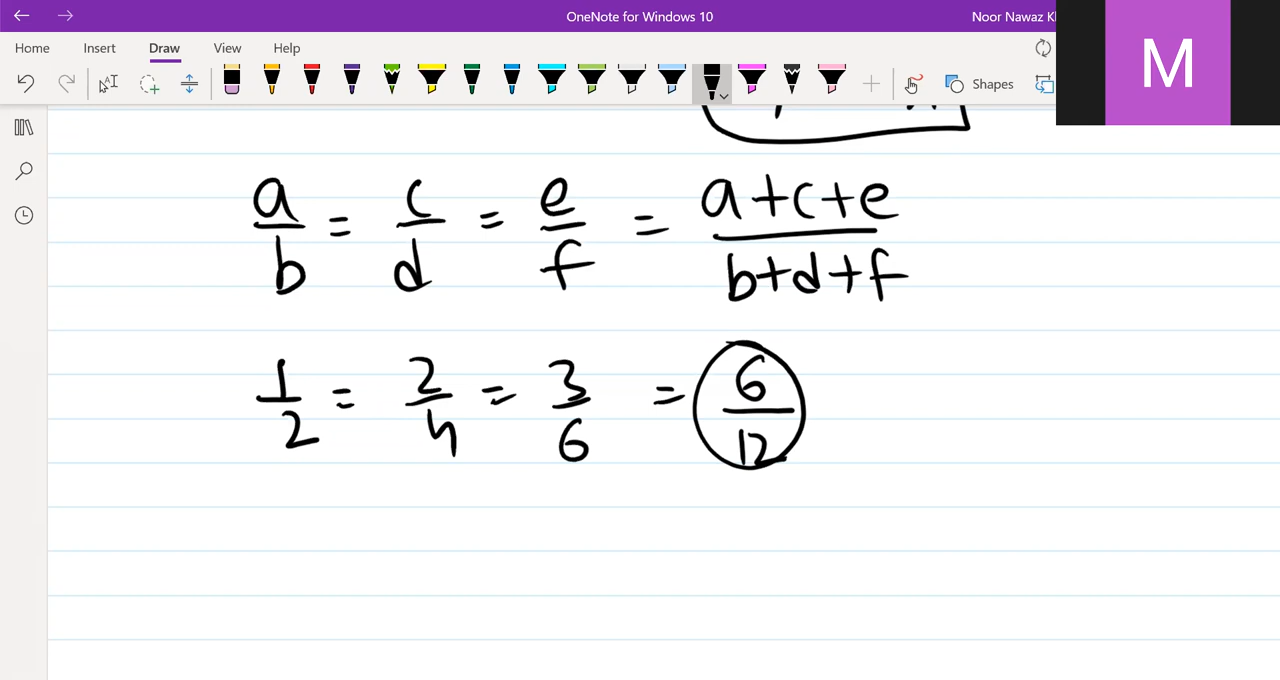 OneNote for Windows 10
Noor Nawaz Kh
Home Insert Draw View Help
Shapes
M
a/b = c/d = e/f = a+c+e/b+d+f
1/2 = 2/4 = 3/6 = 6/12